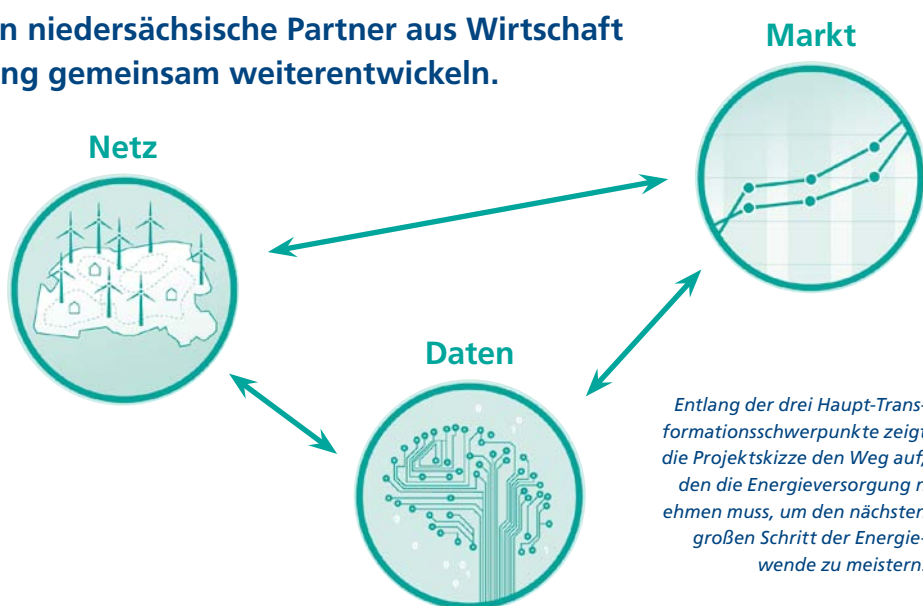 n niedersächsische Partner aus Wirtschaft
ng gemeinsam weiterentwickeln.
Markt
Netz
Daten
Entlang der drei Haupt-Trans-
formationsschwerpunkte zeigt
die Projektskizze den Weg auf,
den die Energieversorgung n
ehmen muss, um den nächsten
großen Schritt der Energie-
wende zu meistern.